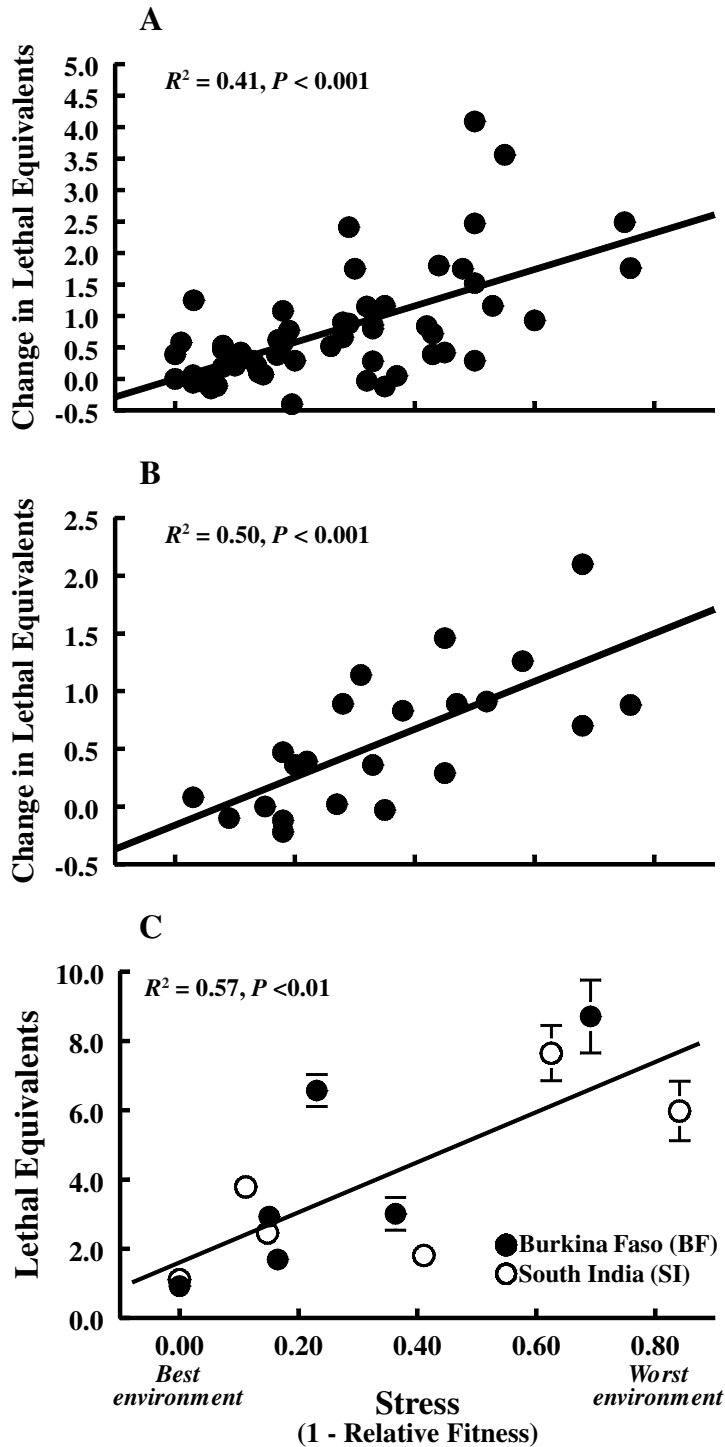 A
R² = 0.41, P < 0.001
Change in Lethal Equivalents
5.0
4.5
4.0
3.5
3.0
2.5
2.0
1.5
1.0
0.5
0.0
-0.5
B
R² = 0.50, P < 0.001
Change in Lethal Equivalents
2.5
2.0
1.5
1.0
0.5
0.0
-0.5
C
R² = 0.57, P <0.01
Lethal Equivalents
10.0
8.0
6.0
4.0
2.0
0.0
Burkina Faso (BF)
South India (SI)
0.00 0.20 0.40 0.60 0.80
Best environment
Worst environment
Stress
(1 - Relative Fitness)